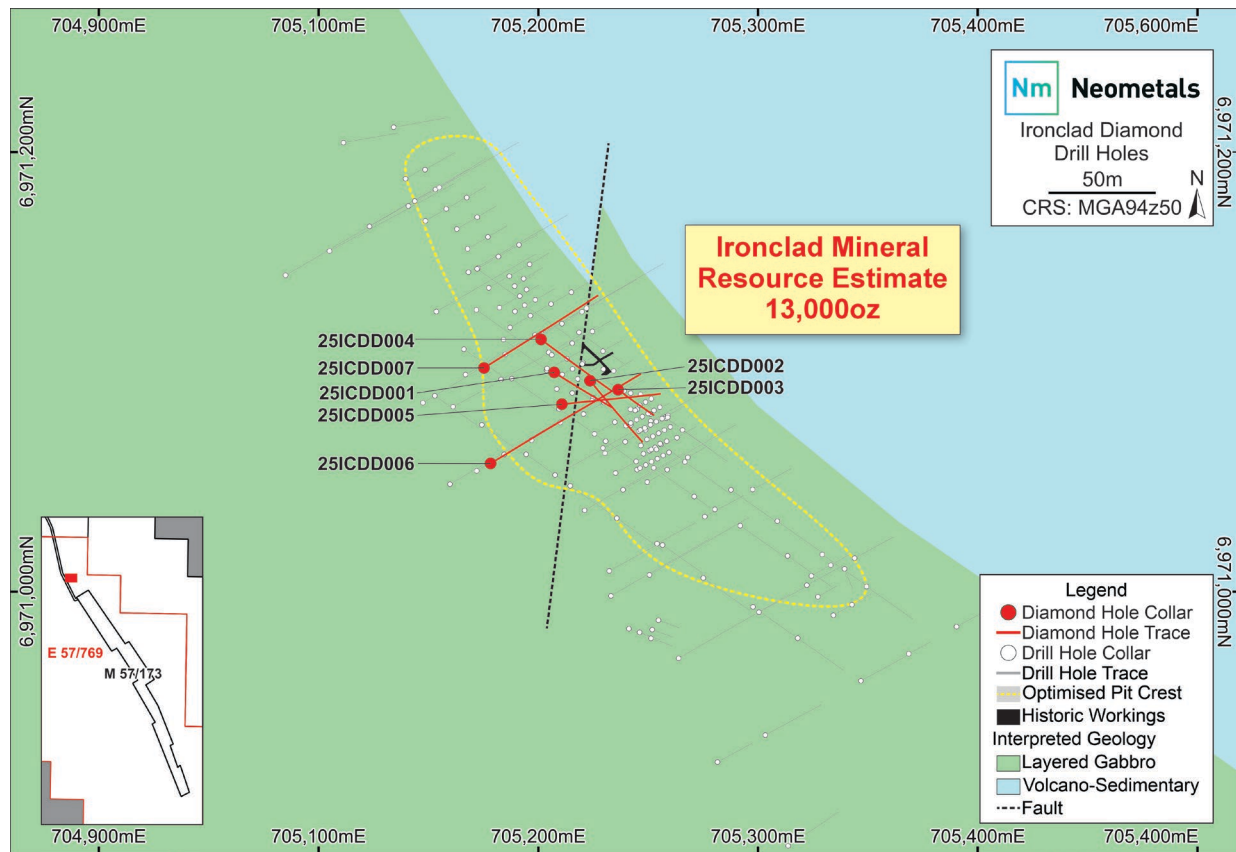 704,900mE
705,100mE
705,200mE
705,300mE
705,400mE
705,600mE
6,971,200mN
6,971,200mN
Nm Neometals
Ironclad Diamond
Drill Holes
50m
N
CRS: MGA94z50
Ironclad Mineral
Resource Estimate
13,000oz
25ICDD004
25ICDD007
25ICDD001
25ICDD005
25ICDD006
25ICDD002
25ICDD003
6,971,000mN
6,971,000mN
E 57/769
M 57/173
Legend
Diamond Hole Collar
Diamond Hole Trace
Drill Hole Collar
Drill Hole Trace
Optimised Pit Crest
Historic Workings
Interpreted Geology
Layered Gabbro
Volcano-Sedimentary
Fault
704,900mE
705,100mE
705,200mE
705,300mE
705,400mE
705,400mE